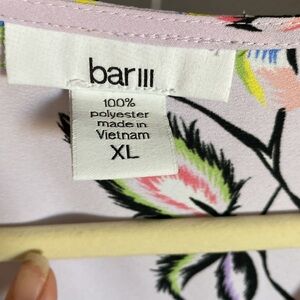 bar III
100%
polyester
made in
Vietnam
XL